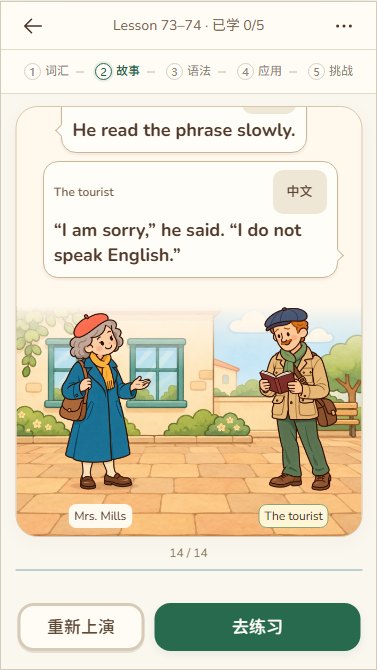 Lesson 73–74 · 已学 0/5
1 词汇 2 故事 3 语法 4 应用 5 挑战
He read the phrase slowly.
The tourist
中文
“I am sorry,” he said. “I do not
speak English.”
Mrs. Mills
The tourist
14 / 14
重新上演
去练习